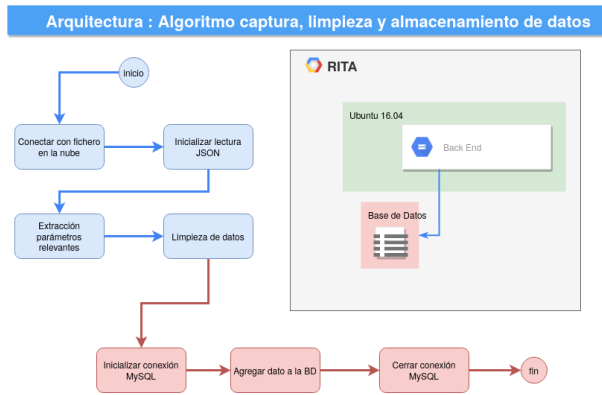 Arquitectura : Algoritmo captura, limpieza y almacenamiento de datos
inicio
Conectar con fichero
en la nube
Inicializar lectura
JSON
Extracción
parámetros
relevantes
Limpieza de datos
RITA
Ubuntu 16.04
Back End
Base de Datos
Inicializar conexión
MySQL
Agregar dato a la BD
Cerrar conexión
MySQL
fin